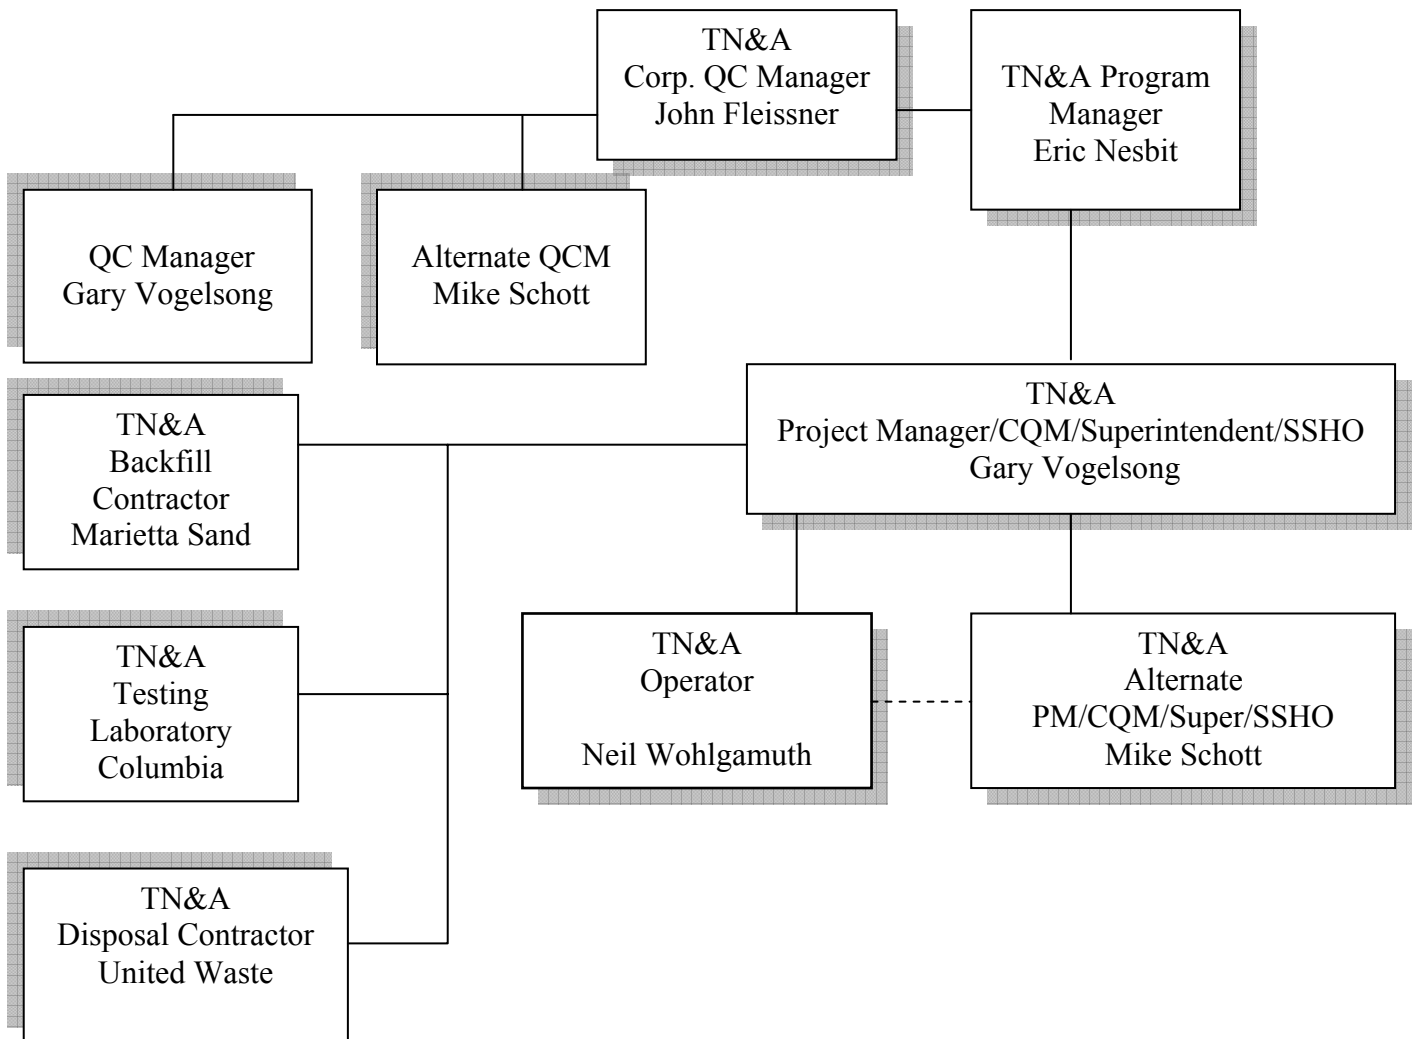 TN&A
Corp. QC Manager
John Fleissner
TN&A Program
Manager
Eric Nesbit
QC Manager
Gary Vogelsong
Alternate QCM
Mike Schott
TN&A
Project Manager/CQM/Superintendent/SSHO
Gary Vogelsong
TN&A
Backfill
Contractor
Marietta Sand
TN&A
Testing
Laboratory
Columbia
TN&A
Operator
Neil Wohlgamuth
TN&A
Alternate
PM/CQM/Super/SSHO
Mike Schott
TN&A
Disposal Contractor
United Waste